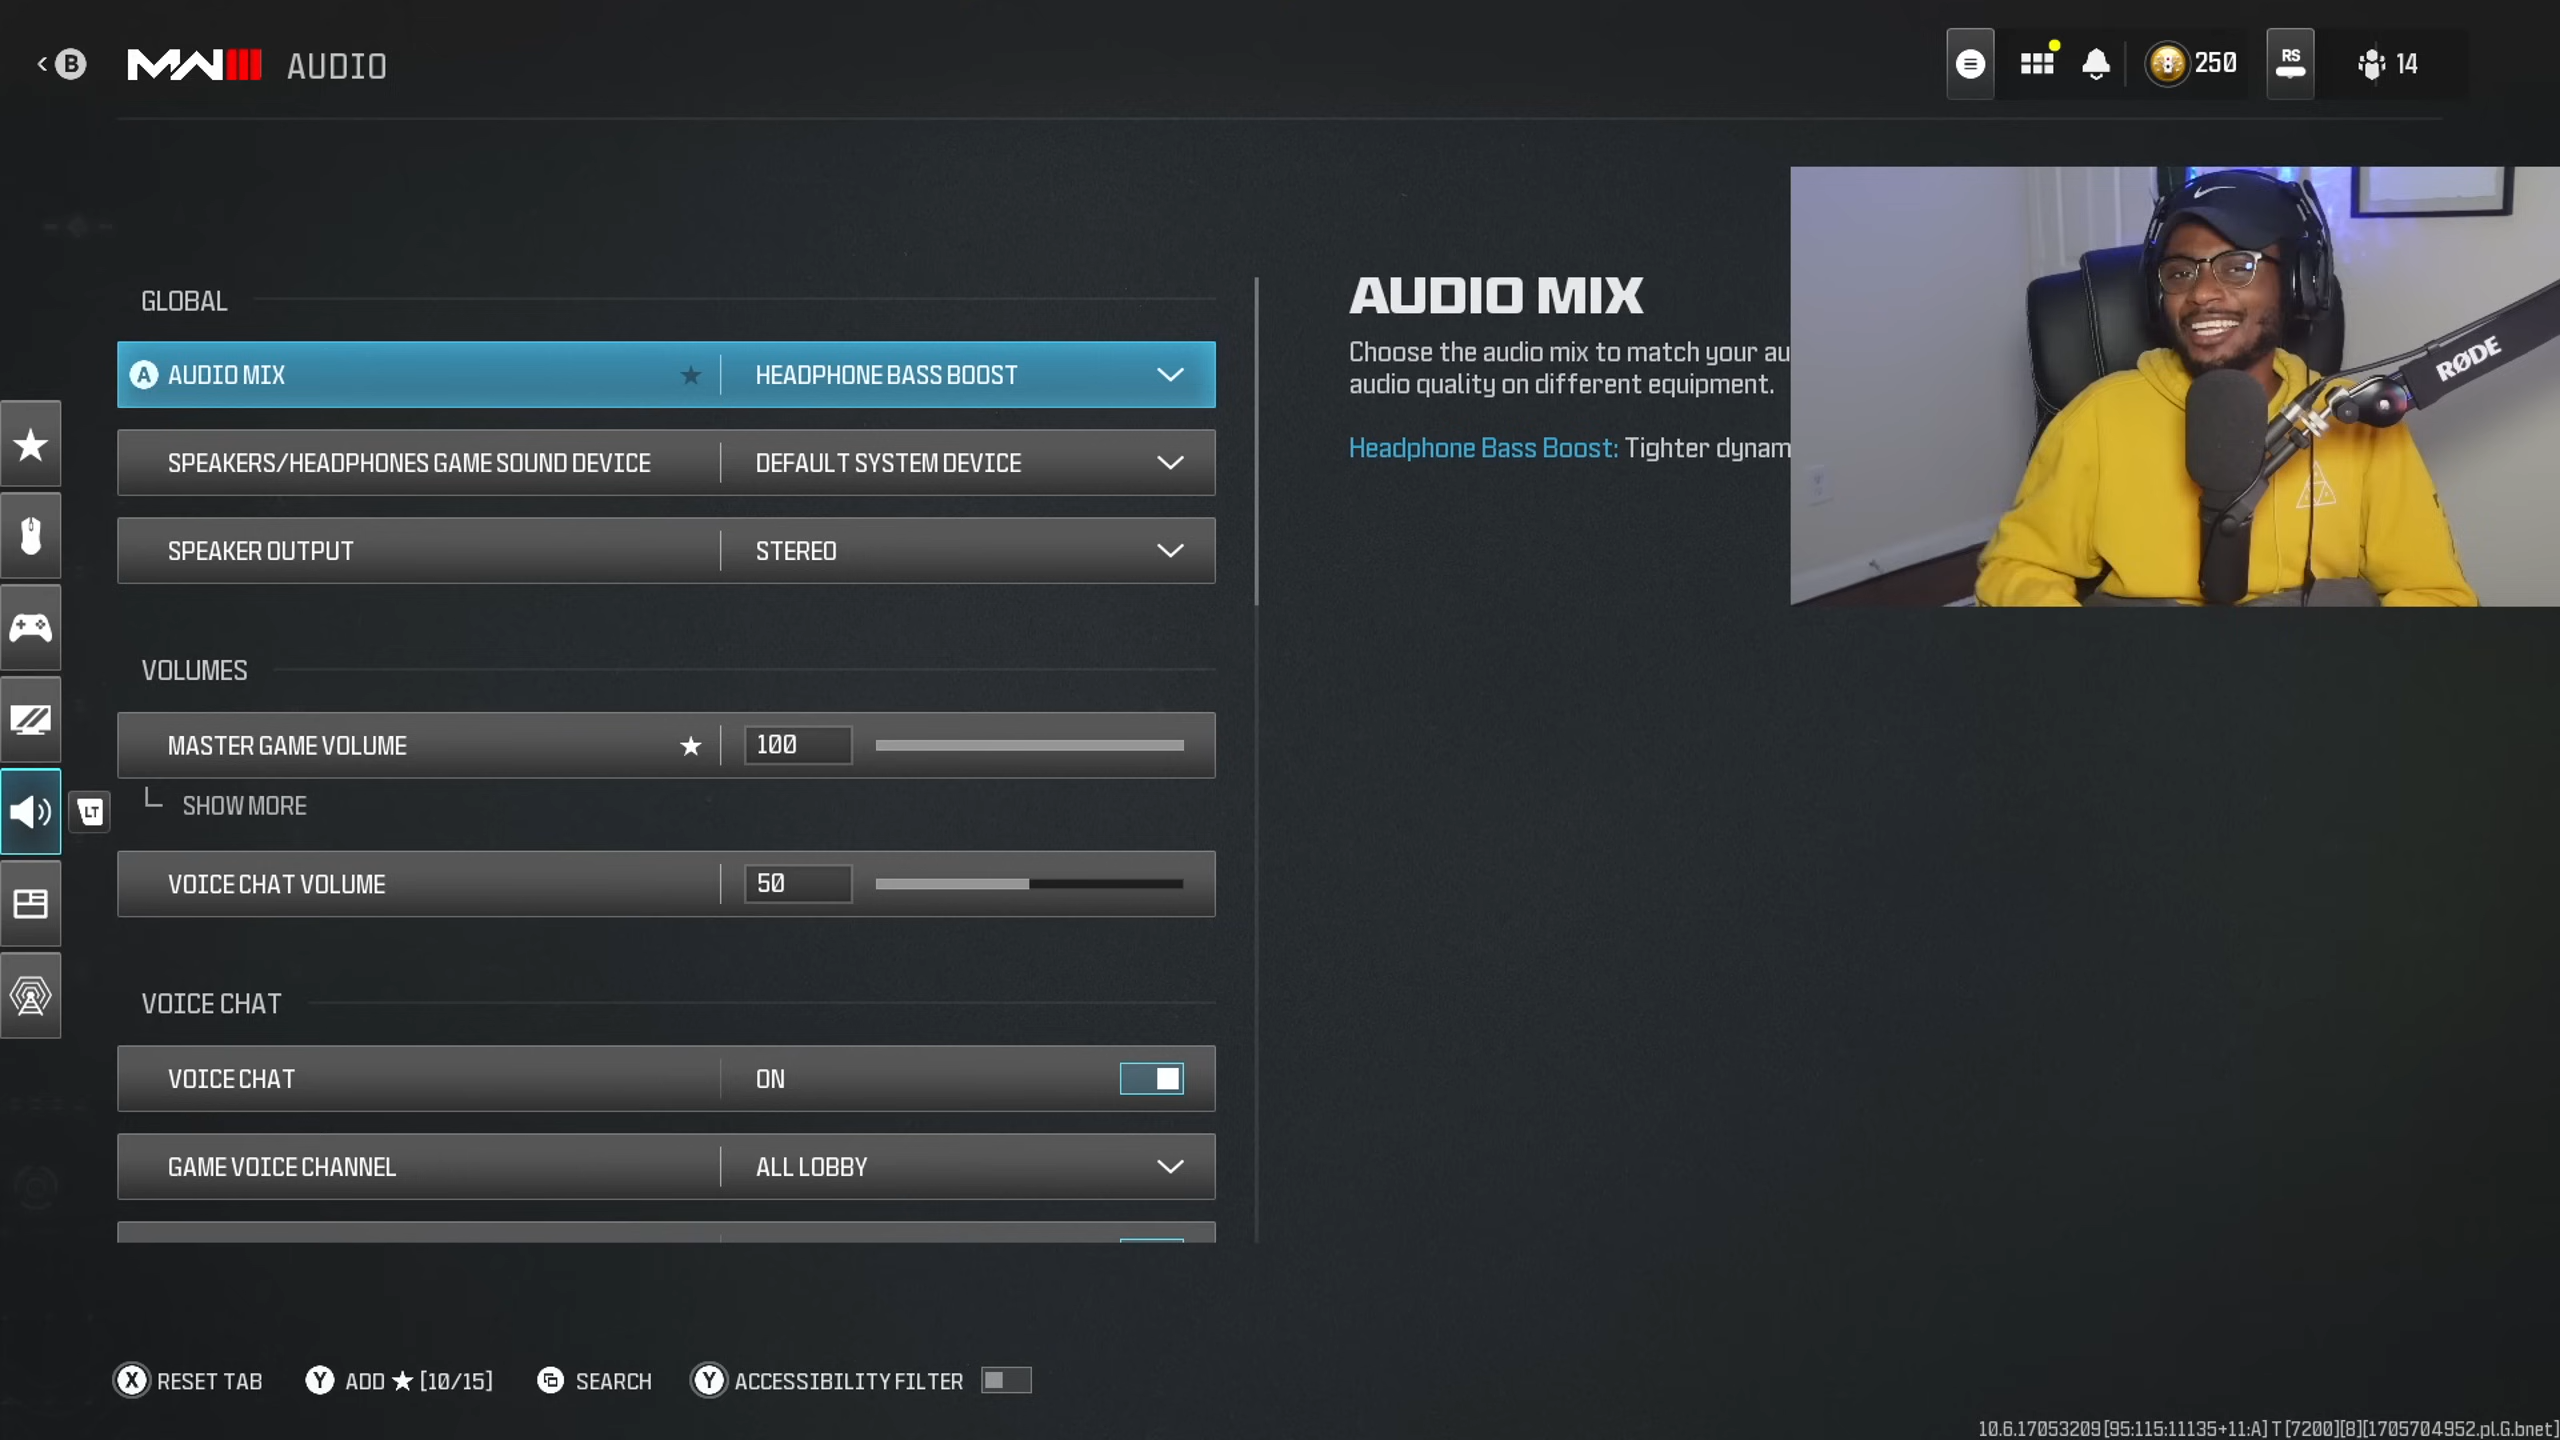 B MWIII AUDIO 250 RS 14
GLOBAL
A AUDIO MIX HEADPHONE BASS BOOST
SPEAKERS/HEADPHONES GAME SOUND DEVICE DEFAULT SYSTEM DEVICE
SPEAKER OUTPUT STEREO
VOLUMES
MASTER GAME VOLUME 100
LT SHOW MORE
VOICE CHAT VOLUME 50
VOICE CHAT
VOICE CHAT ON
GAME VOICE CHANNEL ALL LOBBY
AUDIO MIX
Choose the audio mix to match your au
audio quality on different equipment.
Headphone Bass Boost: Tighter dynam
RØDE
X RESET TAB Y ADD ★ [10/15] SEARCH Y ACCESSIBILITY FILTER
10.6.17053209 [95:115:11135+11:A] T [7200][8][1705704952.pl.G.bnet]